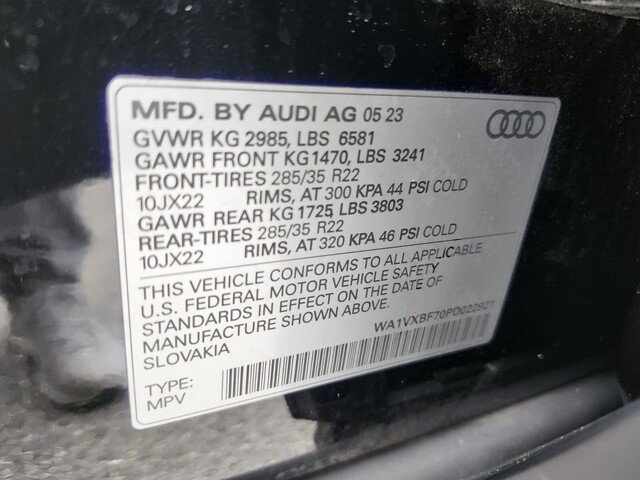 MFD. BY AUDI AG 05 23
GVWR KG 2985, LBS 6581
GAWR FRONT KG1470, LBS 3241
FRONT-TIRES 285/35 R22
10JX22 RIMS, AT 300 KPA 44 PSI COLD
GAWR REAR KG 1725, LBS 3803
REAR-TIRES 285/35 R22
10JX22 RIMS, AT 320 KPA 46 PSI COLD
THIS VEHICLE CONFORMS TO ALL APPLICABLE
U.S. FEDERAL MOTOR VEHICLE SAFETY
STANDARDS IN EFFECT ON THE DATE OF
MANUFACTURE SHOWN ABOVE.
SLOVAKIA
WA1VXBF70PD022921
TYPE:
MPV